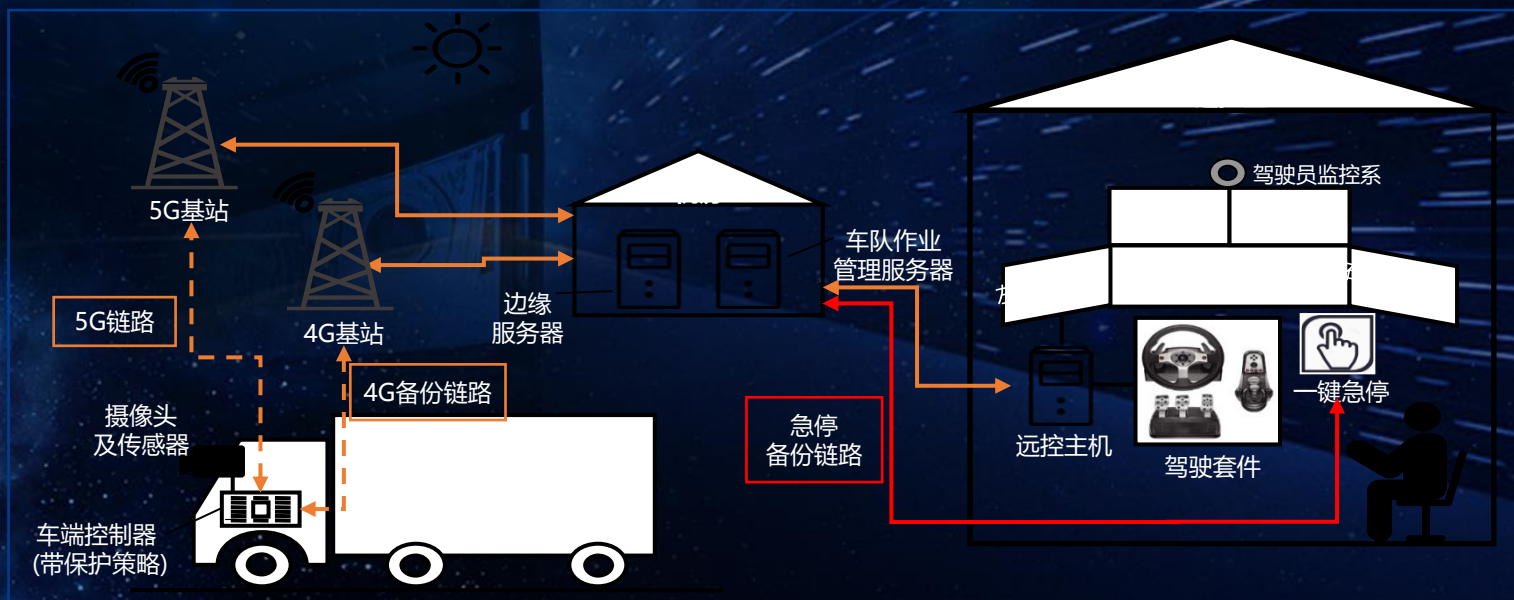 驾驶员监控系
5G基站
车队作业
管理服务器
边缘
服务器
5G链路
4G基站
4G备份链路
一键急停
摄像头
及传感器
急停
备份链路
远控主机
驾驶套件
车端控制器
(带保护策略)